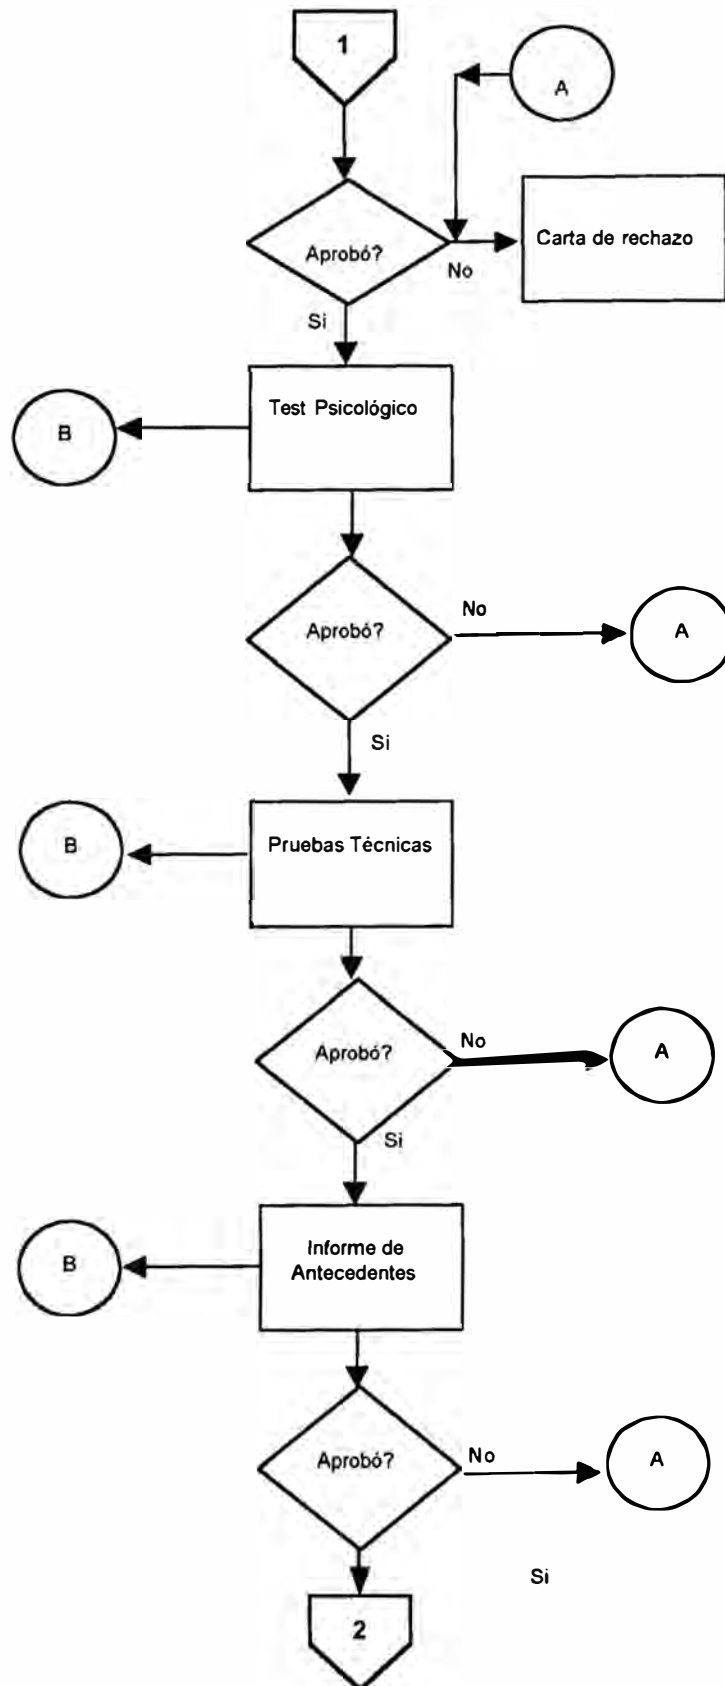 1
A
Aprobó?
Carta de rechazo
No
Si
Test Psicológico
B
Aprobó?
No
A
Si
Pruebas Técnicas
B
Aprobó?
No
A
Si
Informe de
Antecedentes
B
Aprobó?
No
A
Si
2